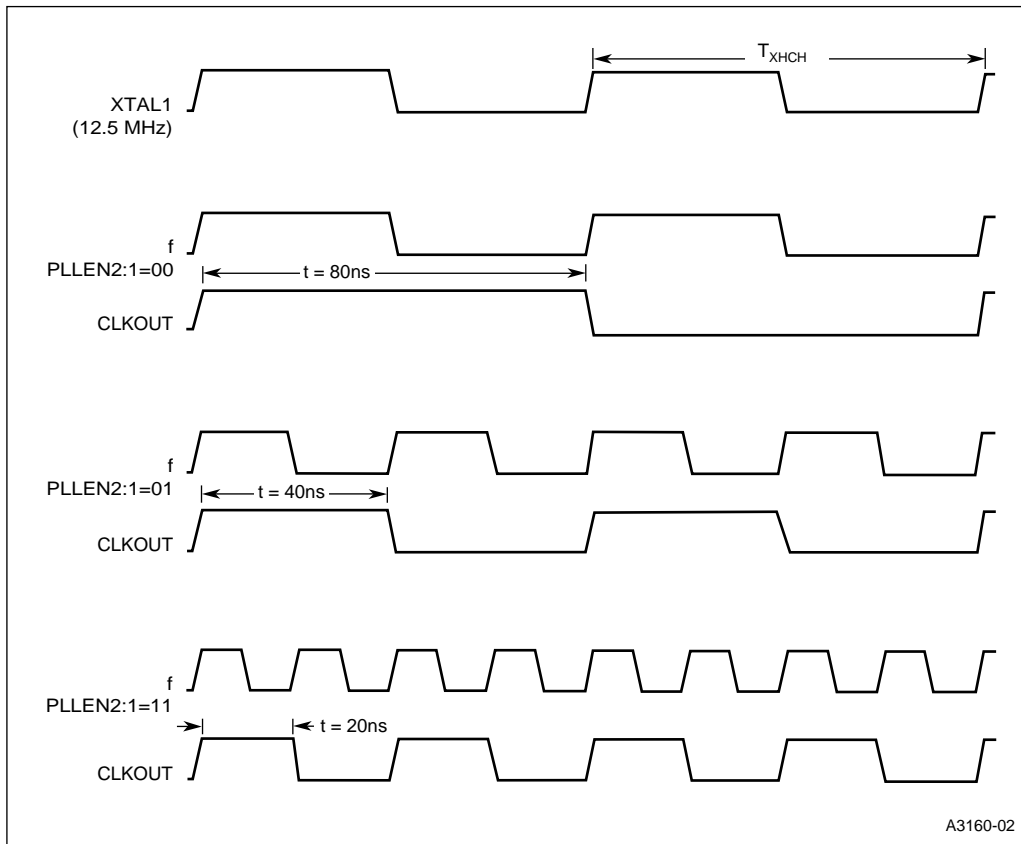 T_XHCH
XTAL1
(12.5 MHz)
f
PLLEN2:1=00
t = 80ns
CLKOUT
f
PLLEN2:1=01
t = 40ns
CLKOUT
f
PLLEN2:1=11
t = 20ns
CLKOUT
A3160-02